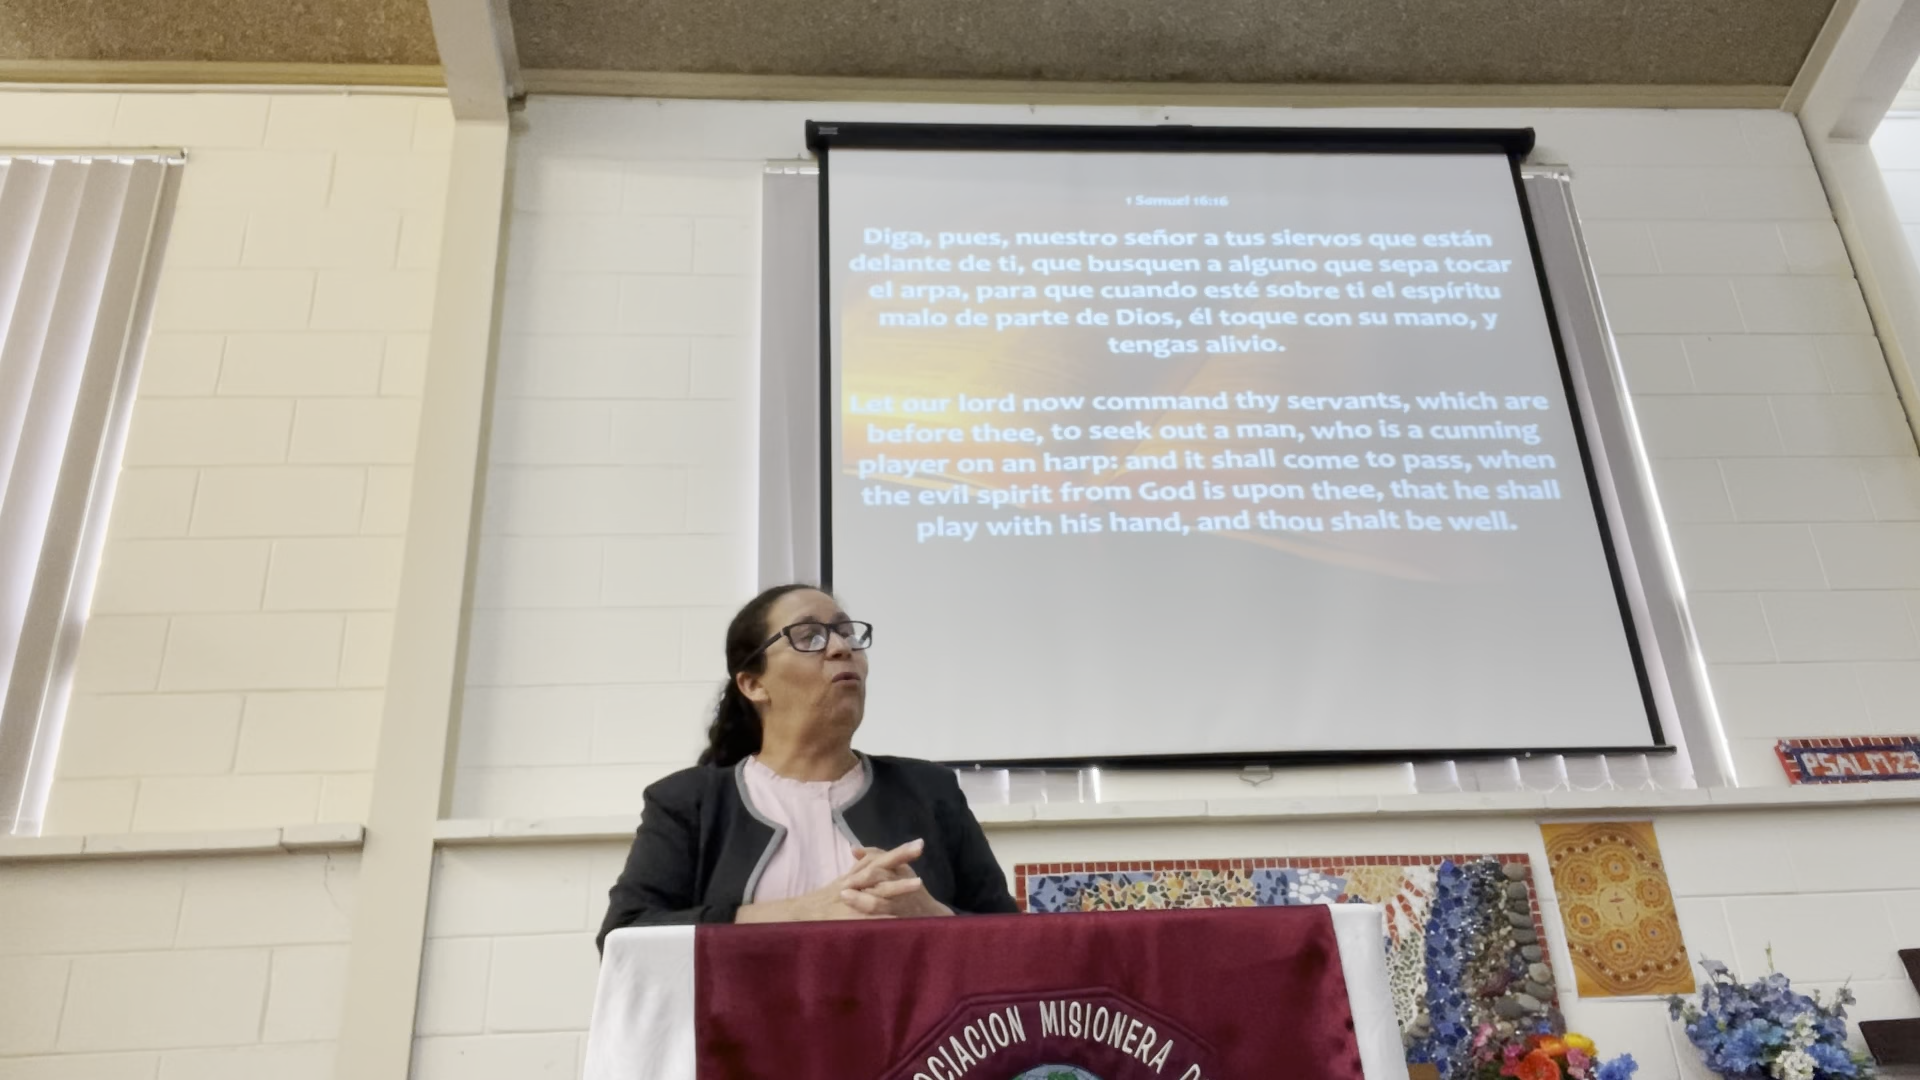 1 Samuel 16:16
Diga, pues, nuestro señor a tus siervos que están
delante de ti, que busquen a alguno que sepa tocar
el arpa, para que cuando esté sobre ti el espíritu
malo de parte de Dios, él toque con su mano, y
tengas alivio.
Let our lord now command thy servants, which are
before thee, to seek out a man, who is a cunning
player on an harp: and it shall come to pass, when
the evil spirit from God is upon thee, that he shall
play with his hand, and thou shalt be well.
PSALM 23
OCIACION MISIONERA